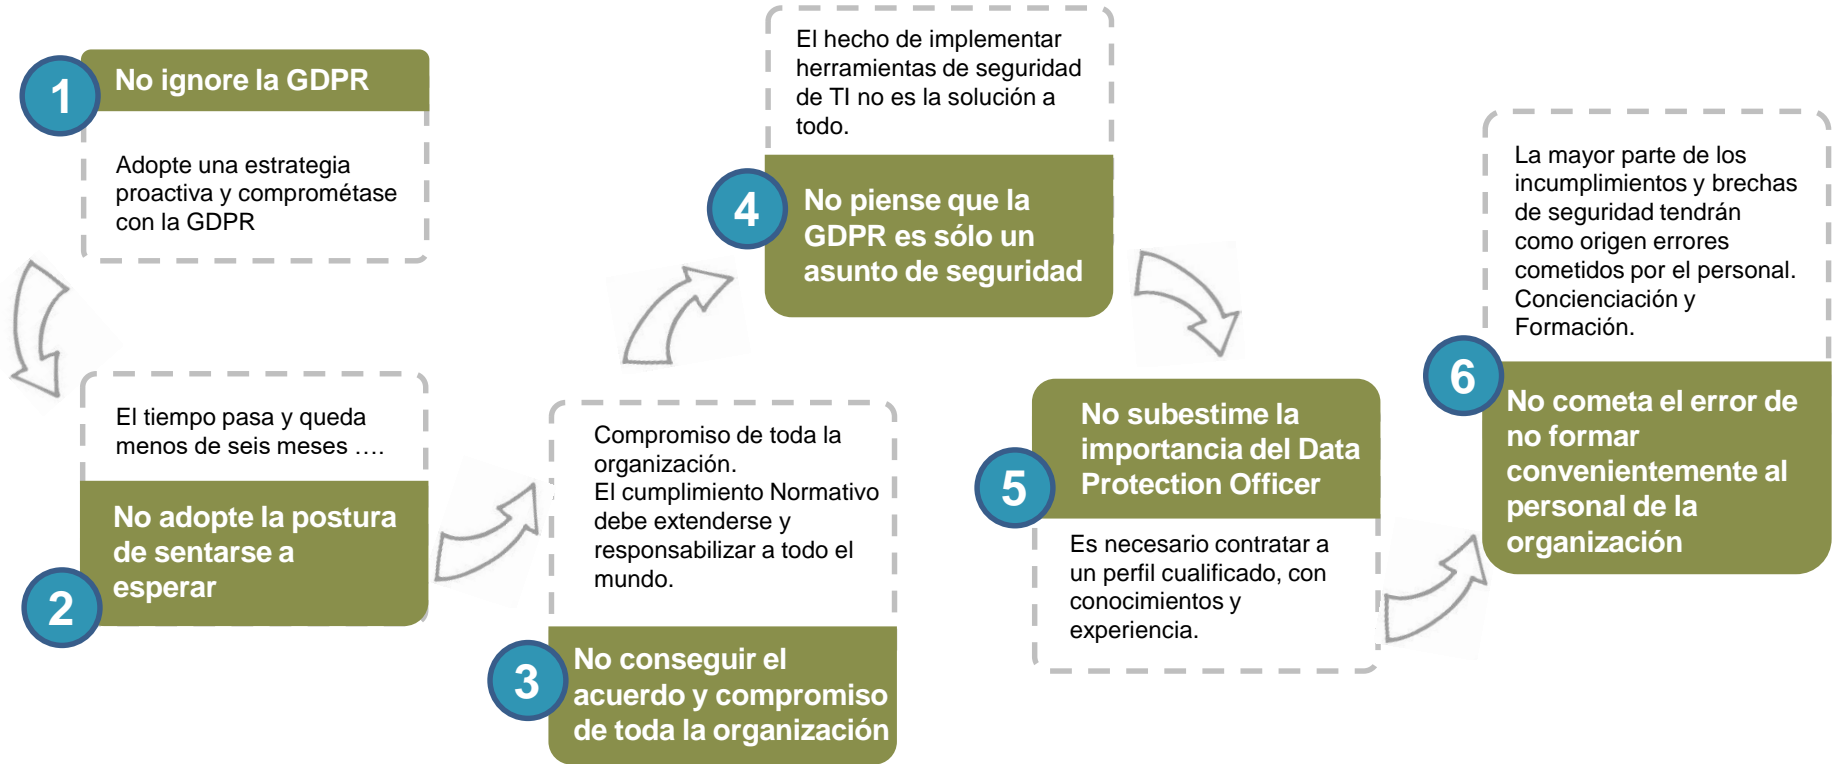 1
No ignore la GDPR
Adopte una estrategia
proactiva y comprométase
con la GDPR
El tiempo pasa y queda
menos de seis meses ….
2
No adopte la postura
de sentarse a
esperar
Compromiso de toda la
organización.
El cumplimiento Normativo
debe extenderse y
responsabilizar a todo el
mundo.
3
No conseguir el
acuerdo y compromiso
de toda la organización
El hecho de implementar
herramientas de seguridad
de TI no es la solución a
todo.
4
No piense que la
GDPR es sólo un
asunto de seguridad
5
No subestime la
importancia del Data
Protection Officer
Es necesario contratar a
un perfil cualificado, con
conocimientos y
experiencia.
La mayor parte de los
incumplimientos y brechas
de seguridad tendrán
como origen errores
cometidos por el personal.
Concienciación y
Formación.
6
No cometa el error de
no formar
convenientemente al
personal de la
organización